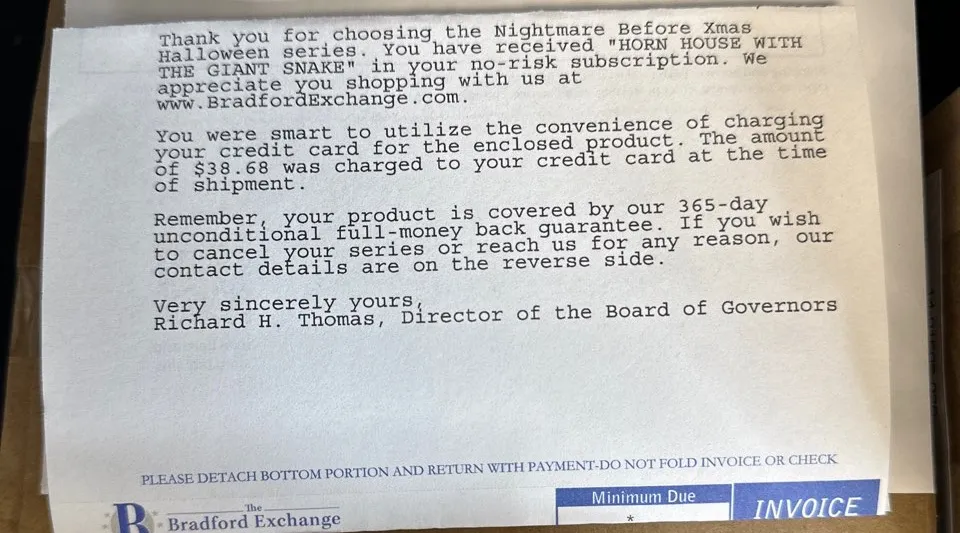 Thank you for choosing the Nightmare Before Xmas
Halloween series. You have received "HORN HOUSE WITH
THE GIANT SNAKE" in your no-risk subscription. We
appreciate you shopping with us at
www.BradfordExchange.com.
You were smart to utilize the convenience of charging
your credit card for the enclosed product. The amount
of $38.68 was charged to your credit card at the time
of shipment.
Remember, your product is covered by our 365-day
unconditional full-money back guarantee. If you wish
to cancel your series or reach us for any reason, our
contact details are on the reverse side.
Very sincerely yours,
Richard H. Thomas, Director of the Board of Governors
PLEASE DETACH BOTTOM PORTION AND RETURN WITH PAYMENT-DO NOT FOLD INVOICE OR CHECK
B
The
Bradford Exchange
Minimum Due
*
INVOICE